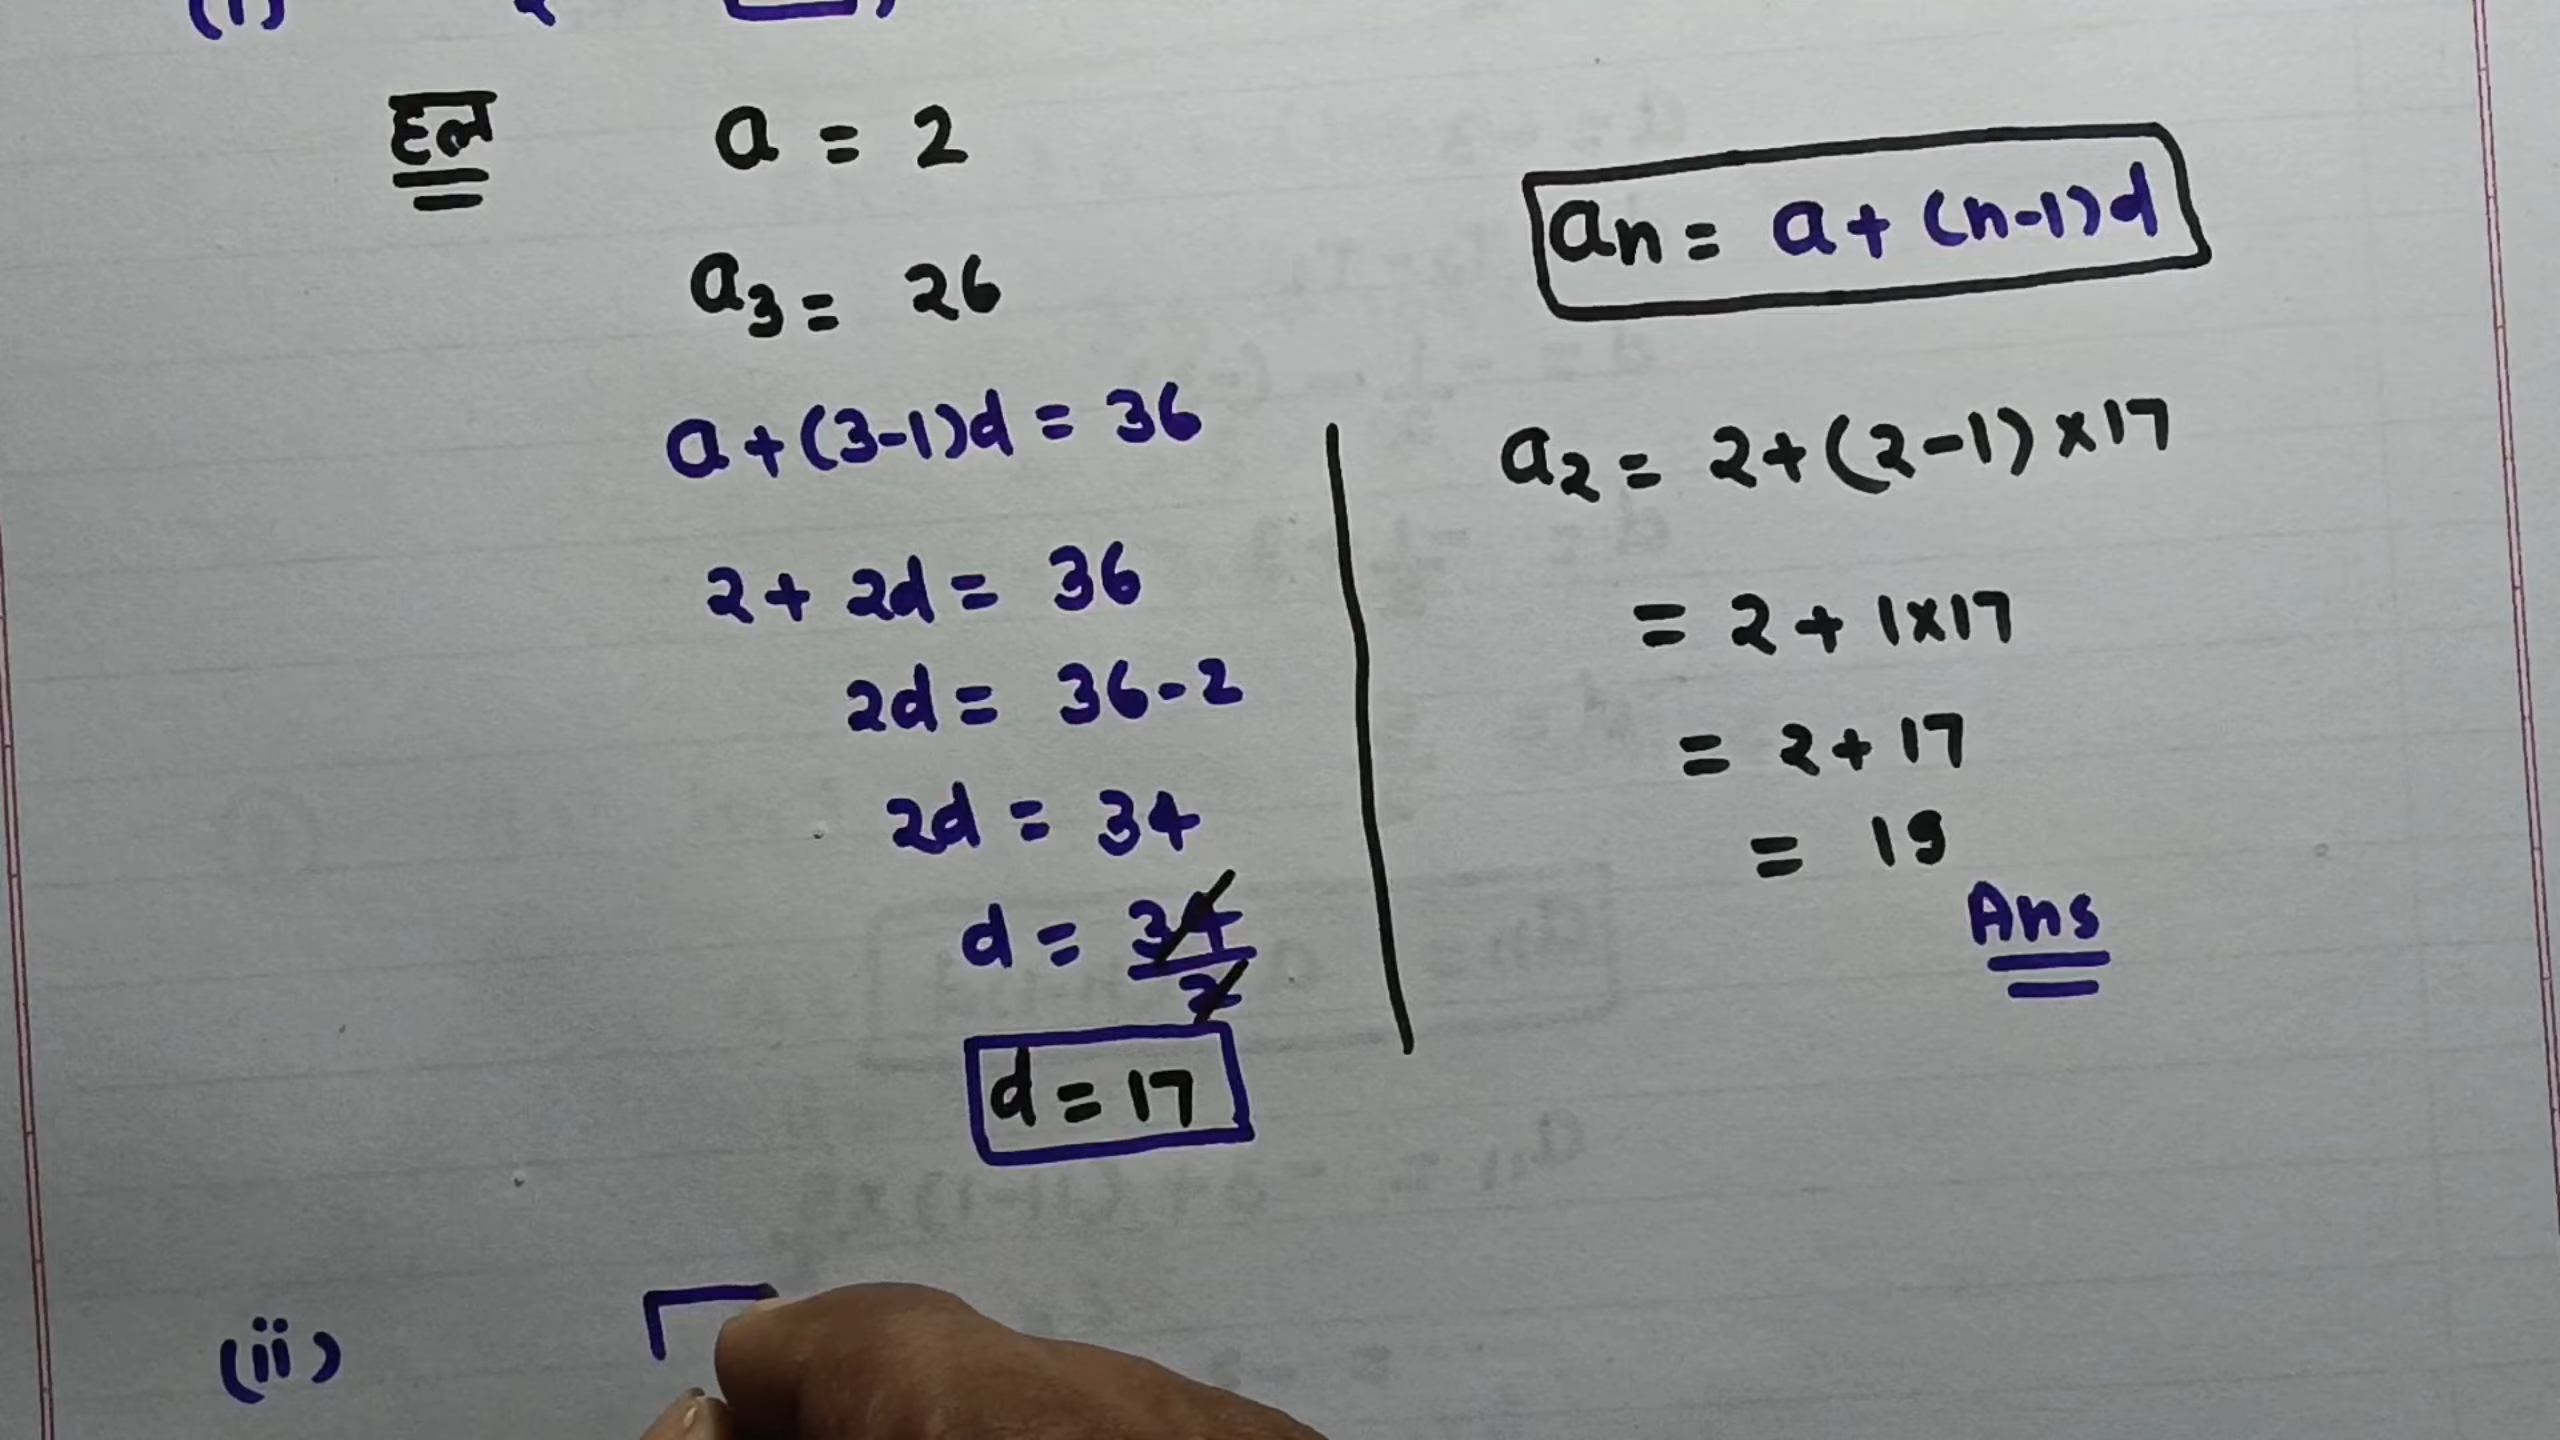 (i) 2
हल a = 2
a3 = 26
an = a + (n-1)d
a + (3-1)d = 36
2 + 2d = 36
2d = 36-2
2d = 34
d = 34/2
d = 17
a2 = 2+(2-1)×17
= 2 + 1×17
= 2 + 17
= 19
Ans
(ii)